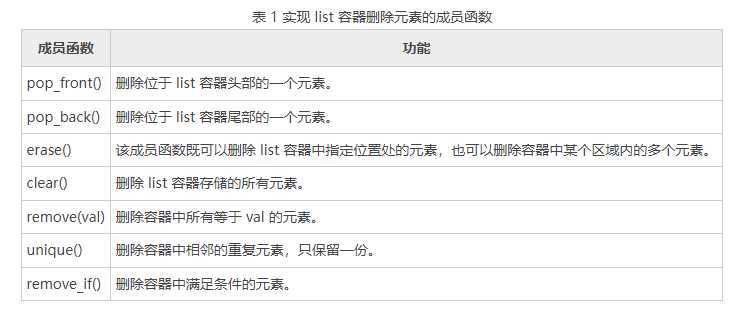 表 1 实现 list 容器删除元素的成员函数
成员函数 功能
pop_front() 删除位于 list 容器头部的一个元素。
pop_back() 删除位于 list 容器尾部的一个元素。
erase() 该成员函数既可以删除 list 容器中指定位置处的元素，也可以删除容器中某个区域内的多个元素。
clear() 删除 list 容器存储的所有元素。
remove(val) 删除容器中所有等于 val 的元素。
unique() 删除容器中相邻的重复元素，只保留一份。
remove_if() 删除容器中满足条件的元素。